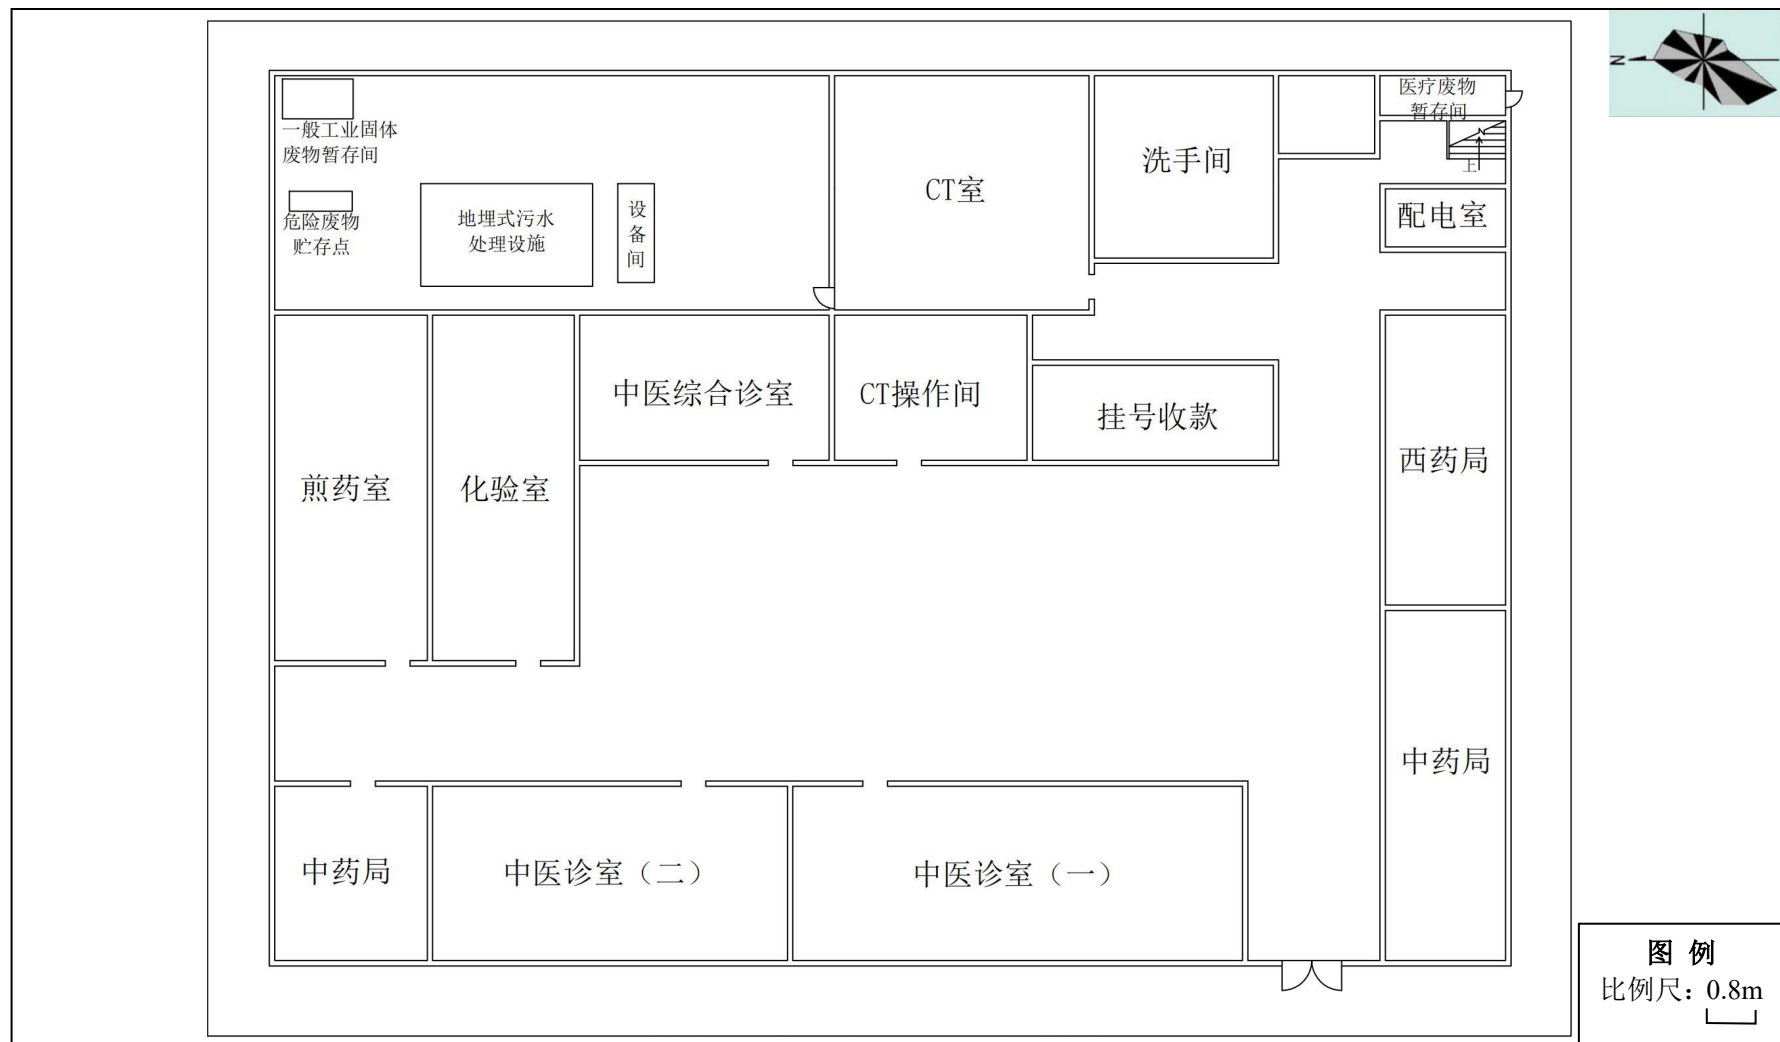 N
医疗废物
暂存间
一般工业固体
废物暂存间
洗手间
上
CT室
危险废物
贮存点
地埋式污水
处理设施
设
备
间
配电室
中医综合诊室
CT操作间
挂号收款
西药局
煎药室
化验室
中药局
中药局
中医诊室（二）
中医诊室（一）
图 例
比例尺：0.8m